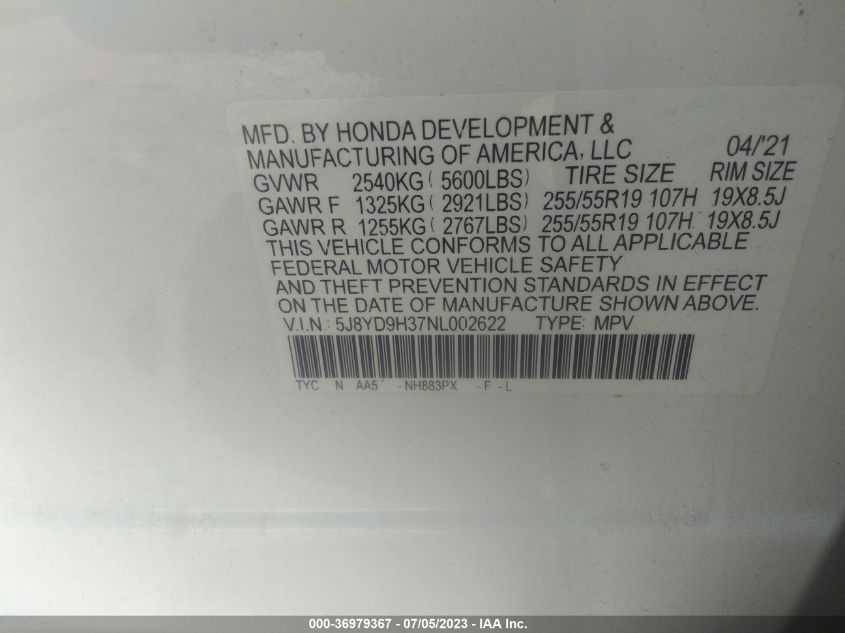 MFD. BY HONDA DEVELOPMENT &
MANUFACTURING OF AMERICA, LLC 04/'21
GVWR 2540KG ( 5600LBS) TIRE SIZE RIM SIZE
GAWR F 1325KG ( 2921LBS) 255/55R19 107H 19X8.5J
GAWR R 1255KG ( 2767LBS) 255/55R19 107H 19X8.5J
THIS VEHICLE CONFORMS TO ALL APPLICABLE
FEDERAL MOTOR VEHICLE SAFETY
AND THEFT PREVENTION STANDARDS IN EFFECT
ON THE DATE OF MANUFACTURE SHOWN ABOVE.
V.I.N.: 5J8YD9H37NL002622 TYPE: MPV
TYC N AA5 -NH883PX -F-L
000-36979367 - 07/05/2023 - IAA Inc.